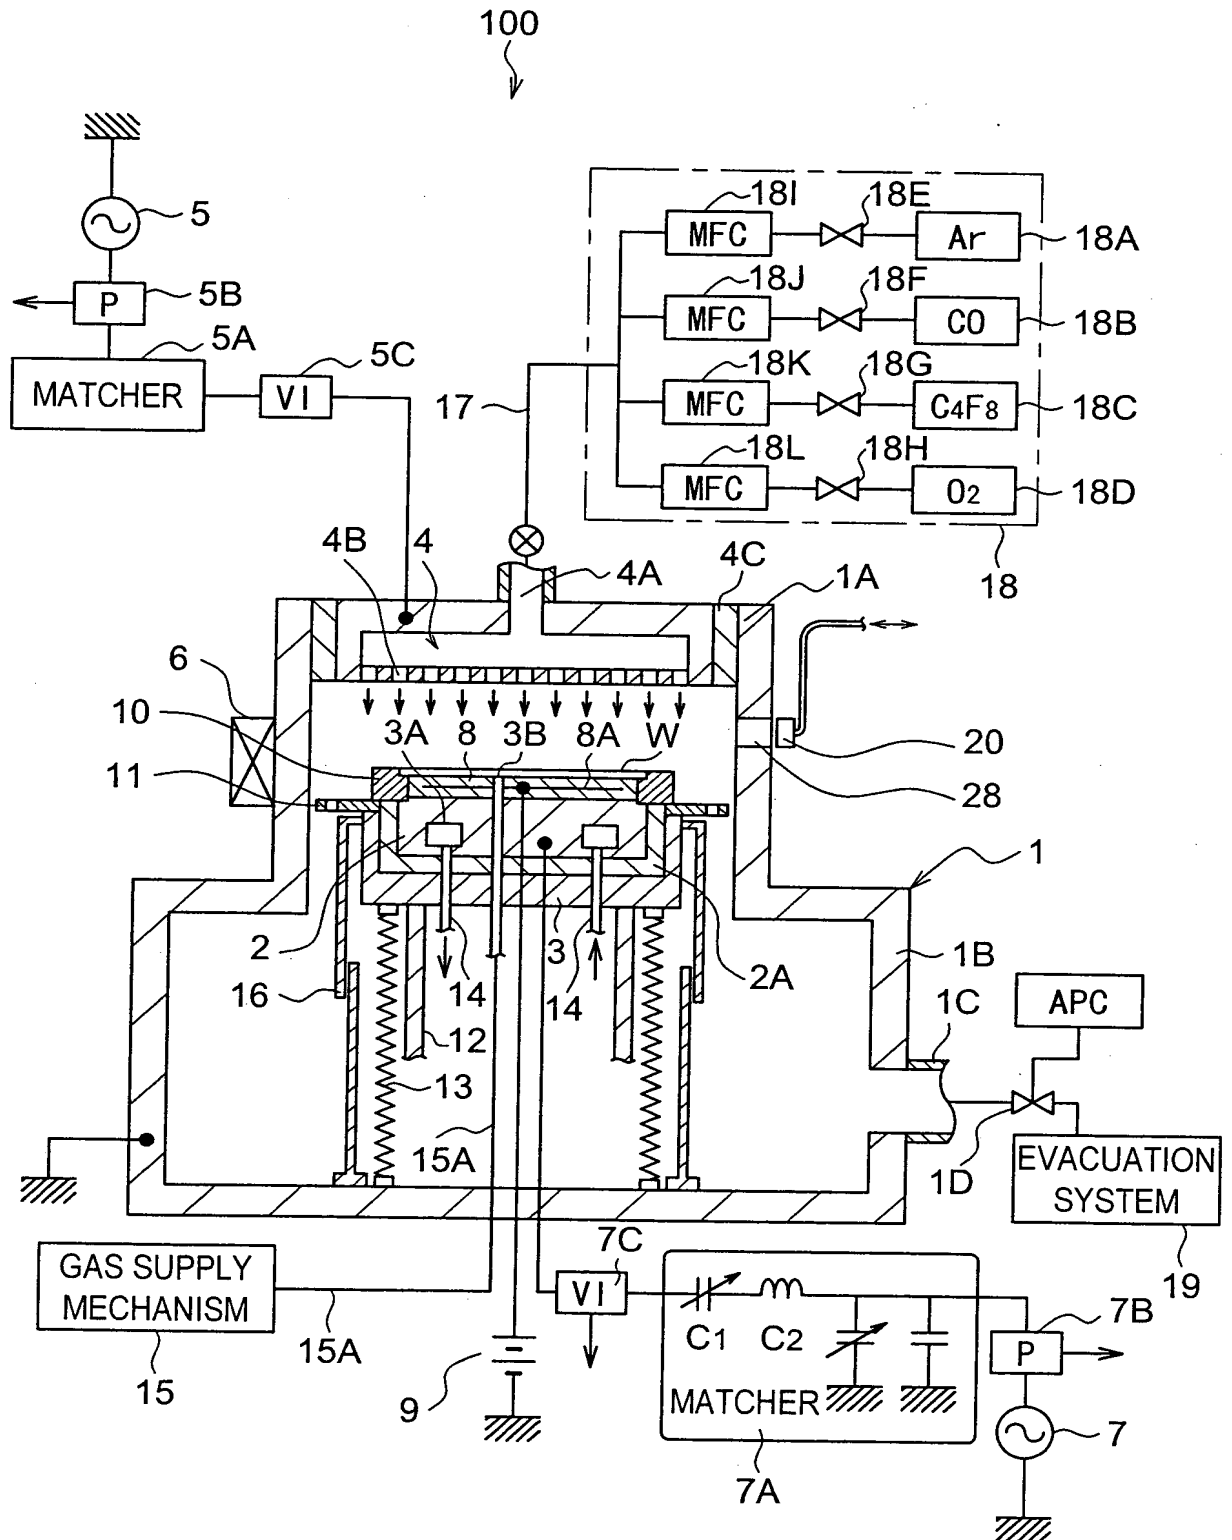 100
5
P
5B
5A
MATCHER
5C
VI
17
18I
18E
MFC
Ar
18A
18J
18F
MFC
CO
18B
18K
18G
MFC
C4F8
18C
18L
18H
MFC
O2
18D
18
4B
4
4A
4C
1A
6
10
11
3A
8
3B
8A
W
20
28
1
2
16
14
3
14
2A
1B
12
13
15A
1C
APC
1D
EVACUATION
SYSTEM
19
GAS SUPPLY
MECHANISM
15
15A
9
7C
VI
C1
C2
MATCHER
7A
7B
P
7